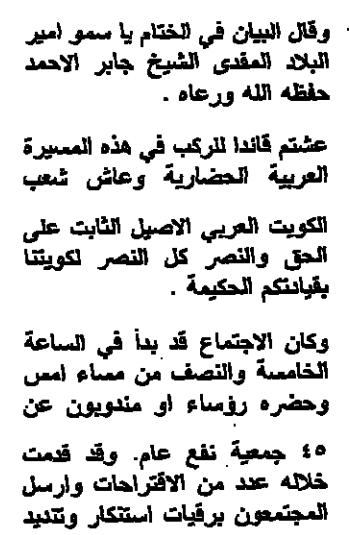 وقال البيان في الختام يا سمو امير
البلاد المفدى الشيخ جابر الاحمد
حفظه الله ورعاه .
عشتم قائدا للركب في هذه المسيرة
العربية الحضارية وعاش شعب
الكويت العربي الاصيل الثابت على
الحق والنصر كل النصر لكويتنا
بقيادتكم الحكيمة .
وكان الاجتماع قد بدأ في الساعة
الخامسة والنصف من مساء امس
وحضره رؤساء او مندوبون عن
٤٥ جمعية نفع عام. وقد قدمت
خلاله عدد من الاقتراحات وارسل
المجتمعون برقيات استنكار وتنديد